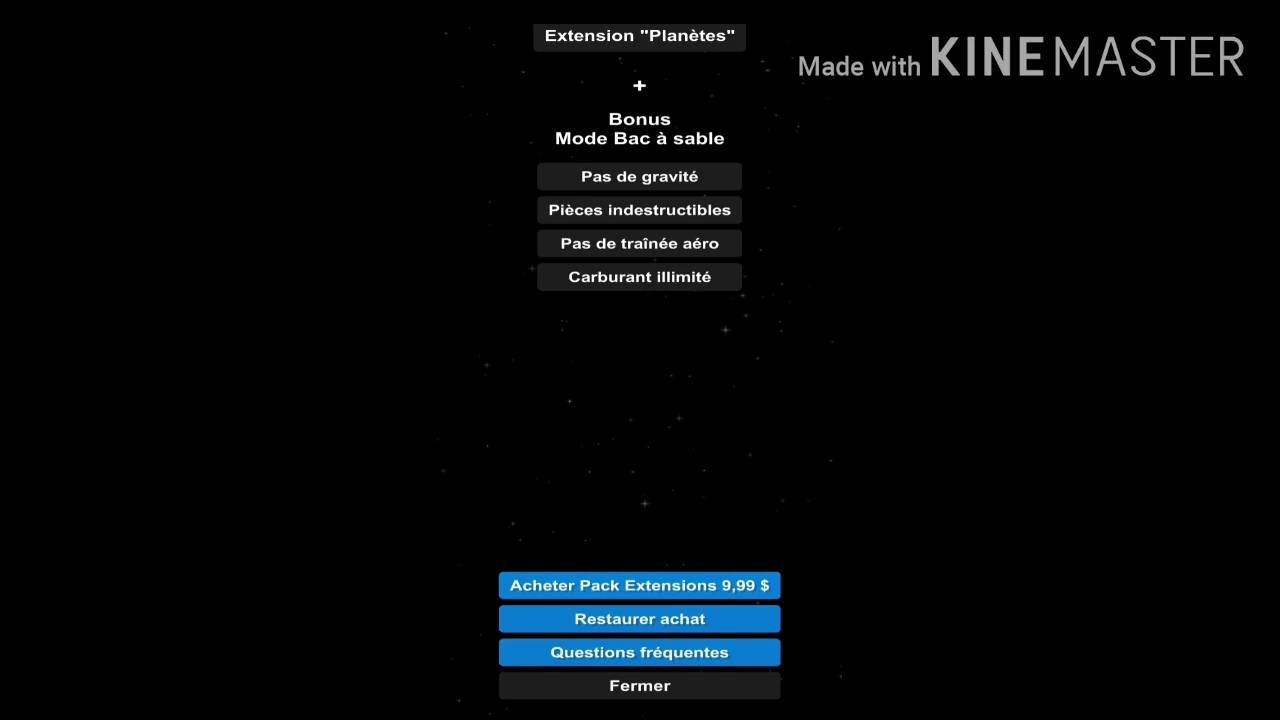 Extension "Planètes"
Made with KINEMASTER
+
Bonus
Mode Bac à sable
Pas de gravité
Pièces indestructibles
Pas de traînée aéro
Carburant illimité
Acheter Pack Extensions 9,99 $
Restaurer achat
Questions fréquentes
Fermer